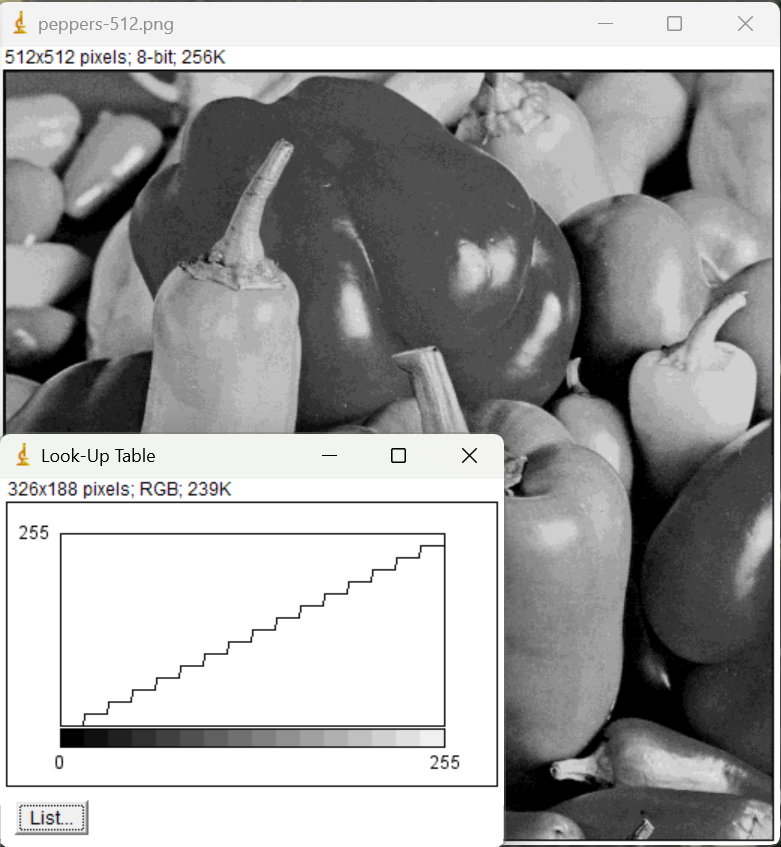 peppers-512.png
512x512 pixels; 8-bit; 256K
Look-Up Table
326x188 pixels; RGB; 239K
255
0 255
List...